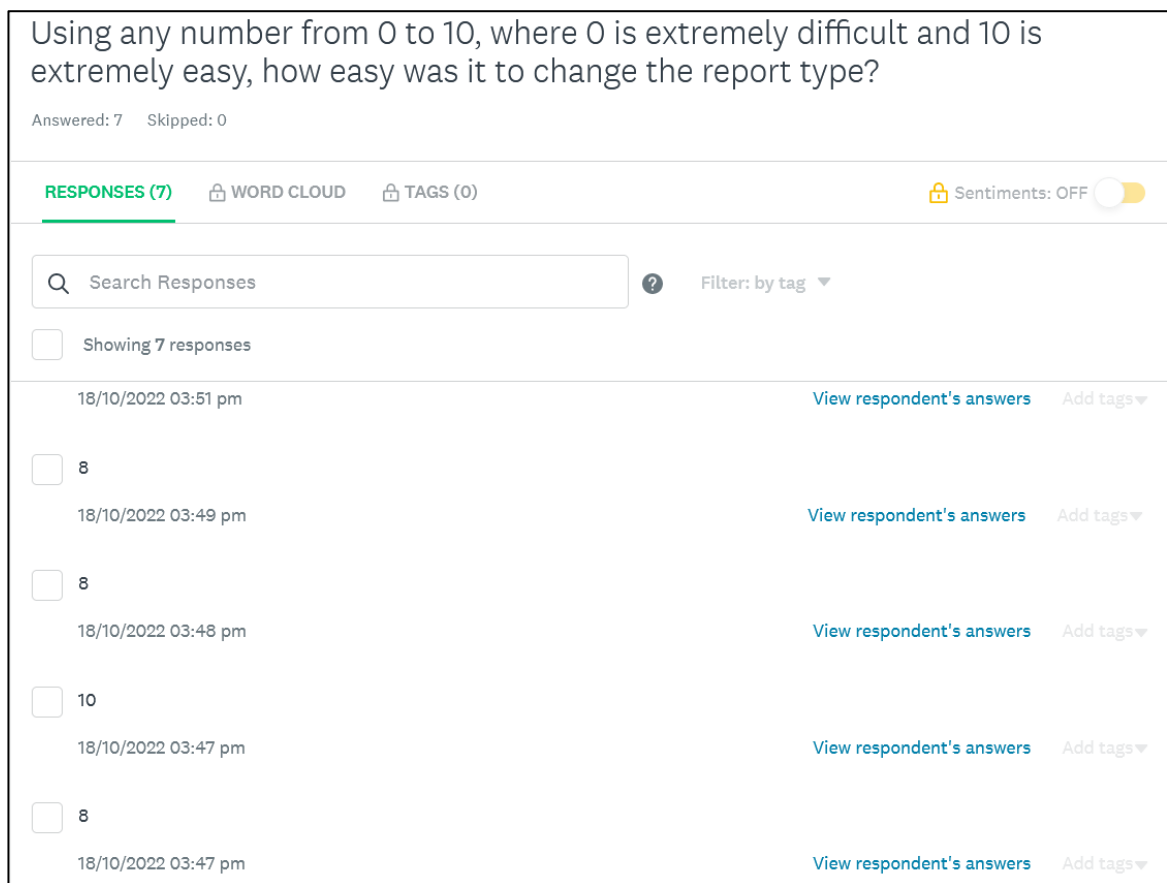 Using any number from 0 to 10, where 0 is extremely difficult and 10 is
extremely easy, how easy was it to change the report type?
Answered: 7 Skipped: 0
RESPONSES (7) WORD CLOUD TAGS (0) Sentiments: OFF
Search Responses ? Filter: by tag
Showing 7 responses
18/10/2022 03:51 pm View respondent's answers Add tags
8
18/10/2022 03:49 pm View respondent's answers Add tags
8
18/10/2022 03:48 pm View respondent's answers Add tags
10
18/10/2022 03:47 pm View respondent's answers Add tags
8
18/10/2022 03:47 pm View respondent's answers Add tags